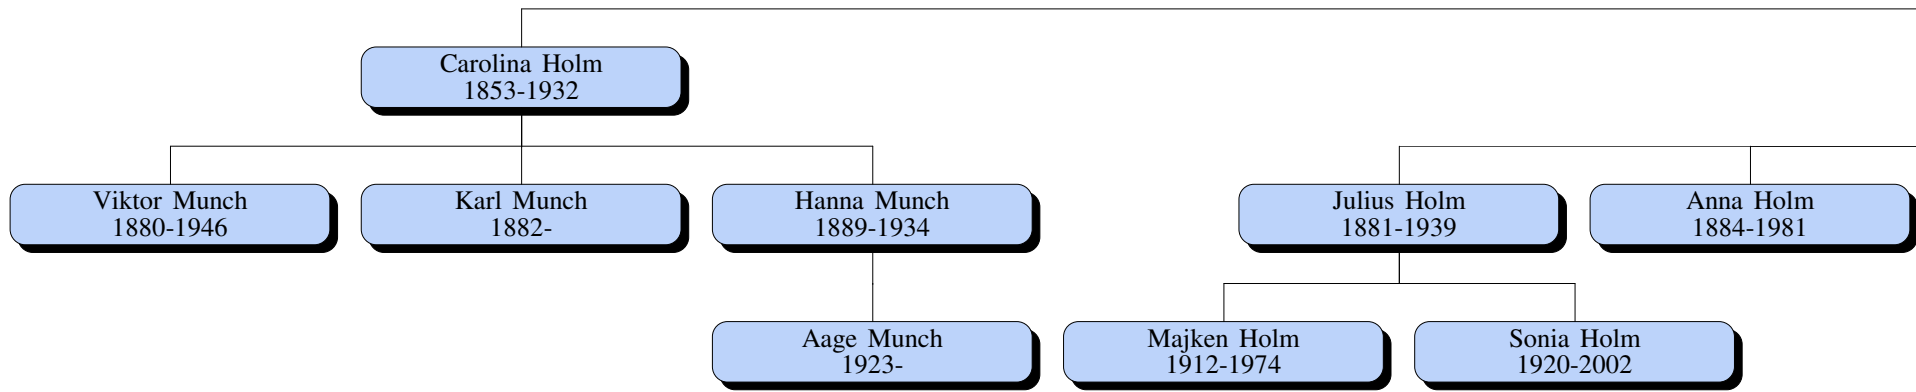 Carolina Holm
1853-1932
Viktor Munch
1880-1946
Karl Munch
1882-
Hanna Munch
1889-1934
Julius Holm
1881-1939
Anna Holm
1884-1981
Aage Munch
1923-
Majken Holm
1912-1974
Sonia Holm
1920-2002